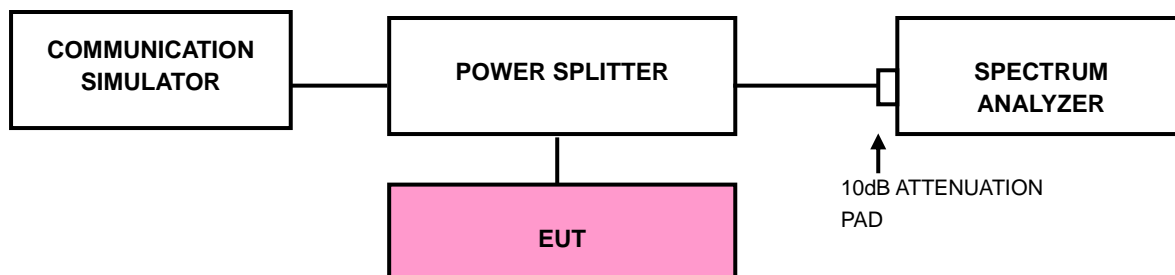 COMMUNICATION
SIMULATOR
POWER SPLITTER
SPECTRUM
ANALYZER
10dB ATTENUATION
PAD
EUT